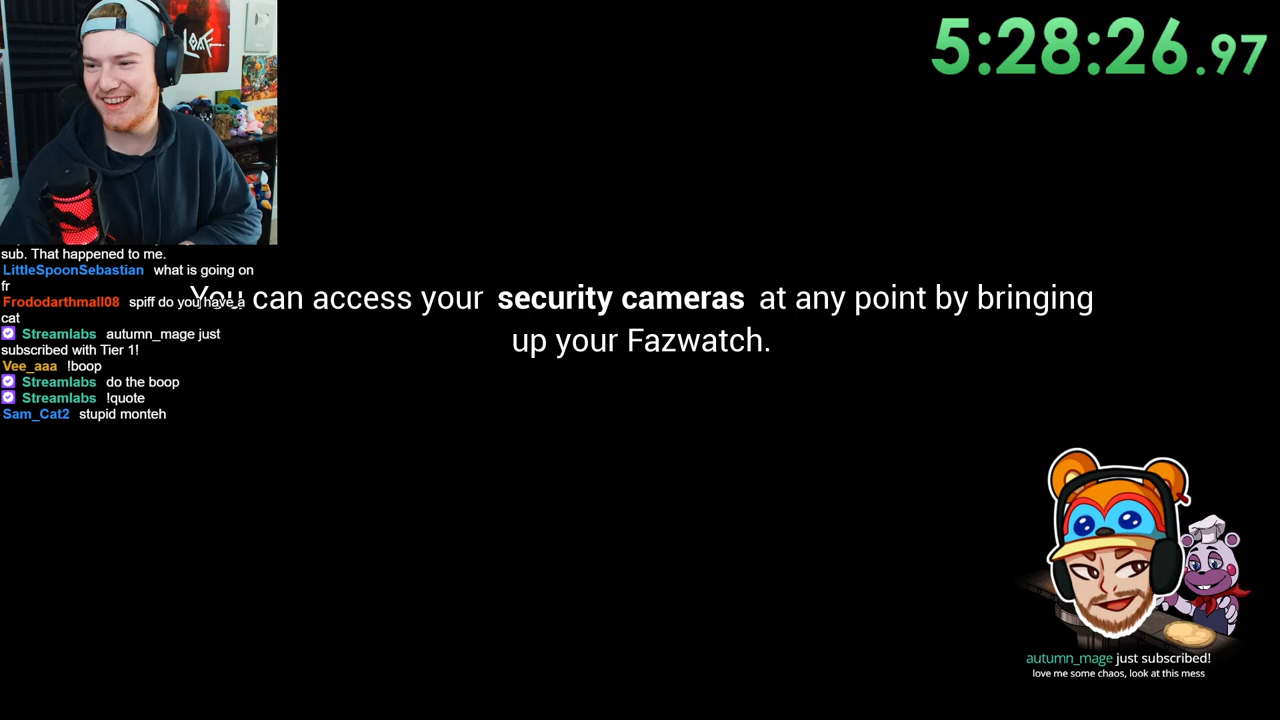 LOAF
5:28:26.97
sub. That happened to me.
LittleSpoonSebastian what is going on
fr
Frododarthmall08 spiff do you have a
cat
Streamlabs autumn_mage just
subscribed with Tier 1!
Vee_aaa !boop
Streamlabs do the boop
Streamlabs !quote
Sam_Cat2 stupid monteh
You can access your security cameras at any point by bringing
up your Fazwatch.
autumn_mage just subscribed!
love me some chaos, look at this mess